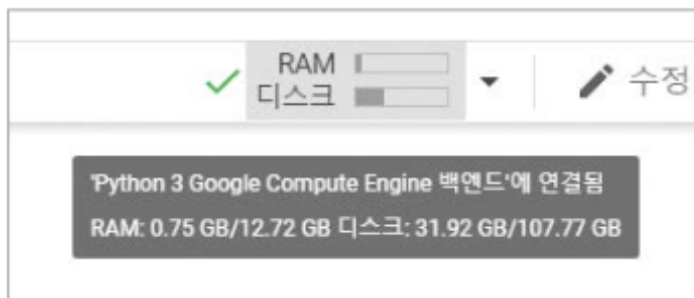 RAM
디스크
수정
'Python 3 Google Compute Engine 백엔드'에 연결됨
RAM: 0.75 GB/12.72 GB 디스크: 31.92 GB/107.77 GB